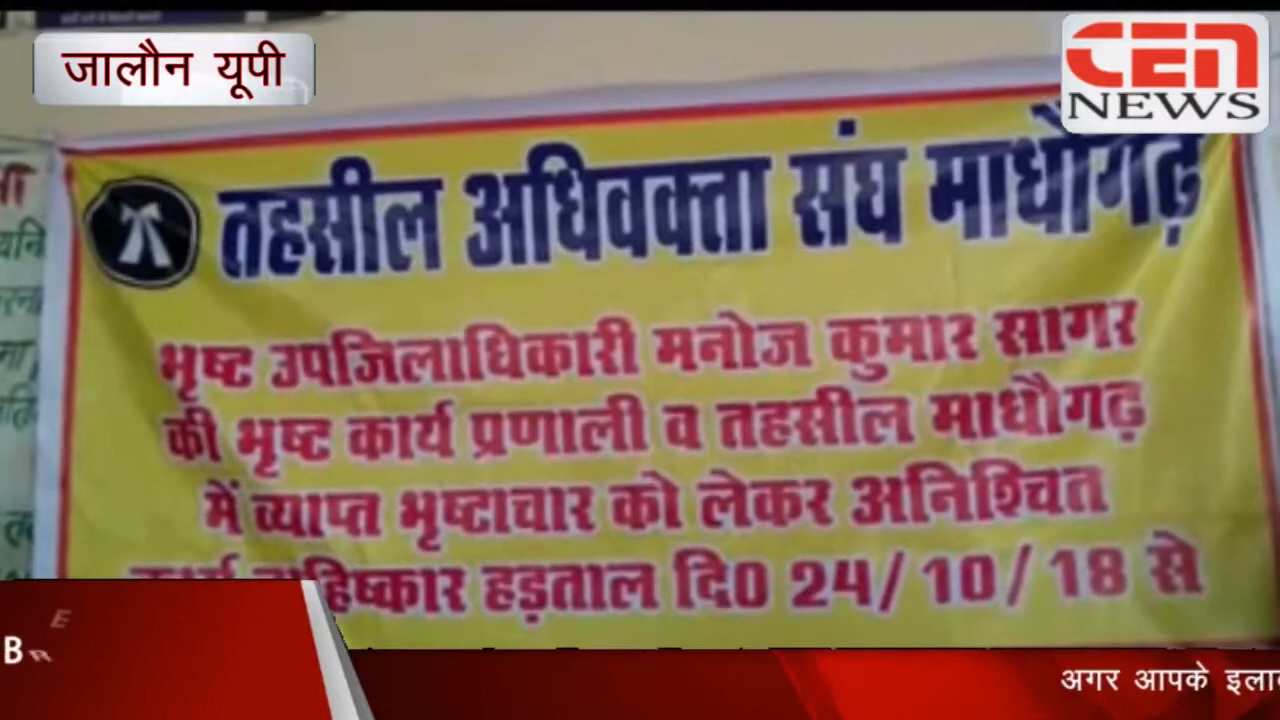 जालौन यूपी
CEN
NEWS
तहसील अधिवक्ता संघ माधौगढ़
भृष्ट उपजिलाधिकारी मनोज कुमार सागर
की भृष्ट कार्य प्रणाली व तहसील माधौगढ़
में व्याप्त भृष्टाचार को लेकर अनिश्चित
हड़ताल दि0 24/10/18 से
अगर आपके